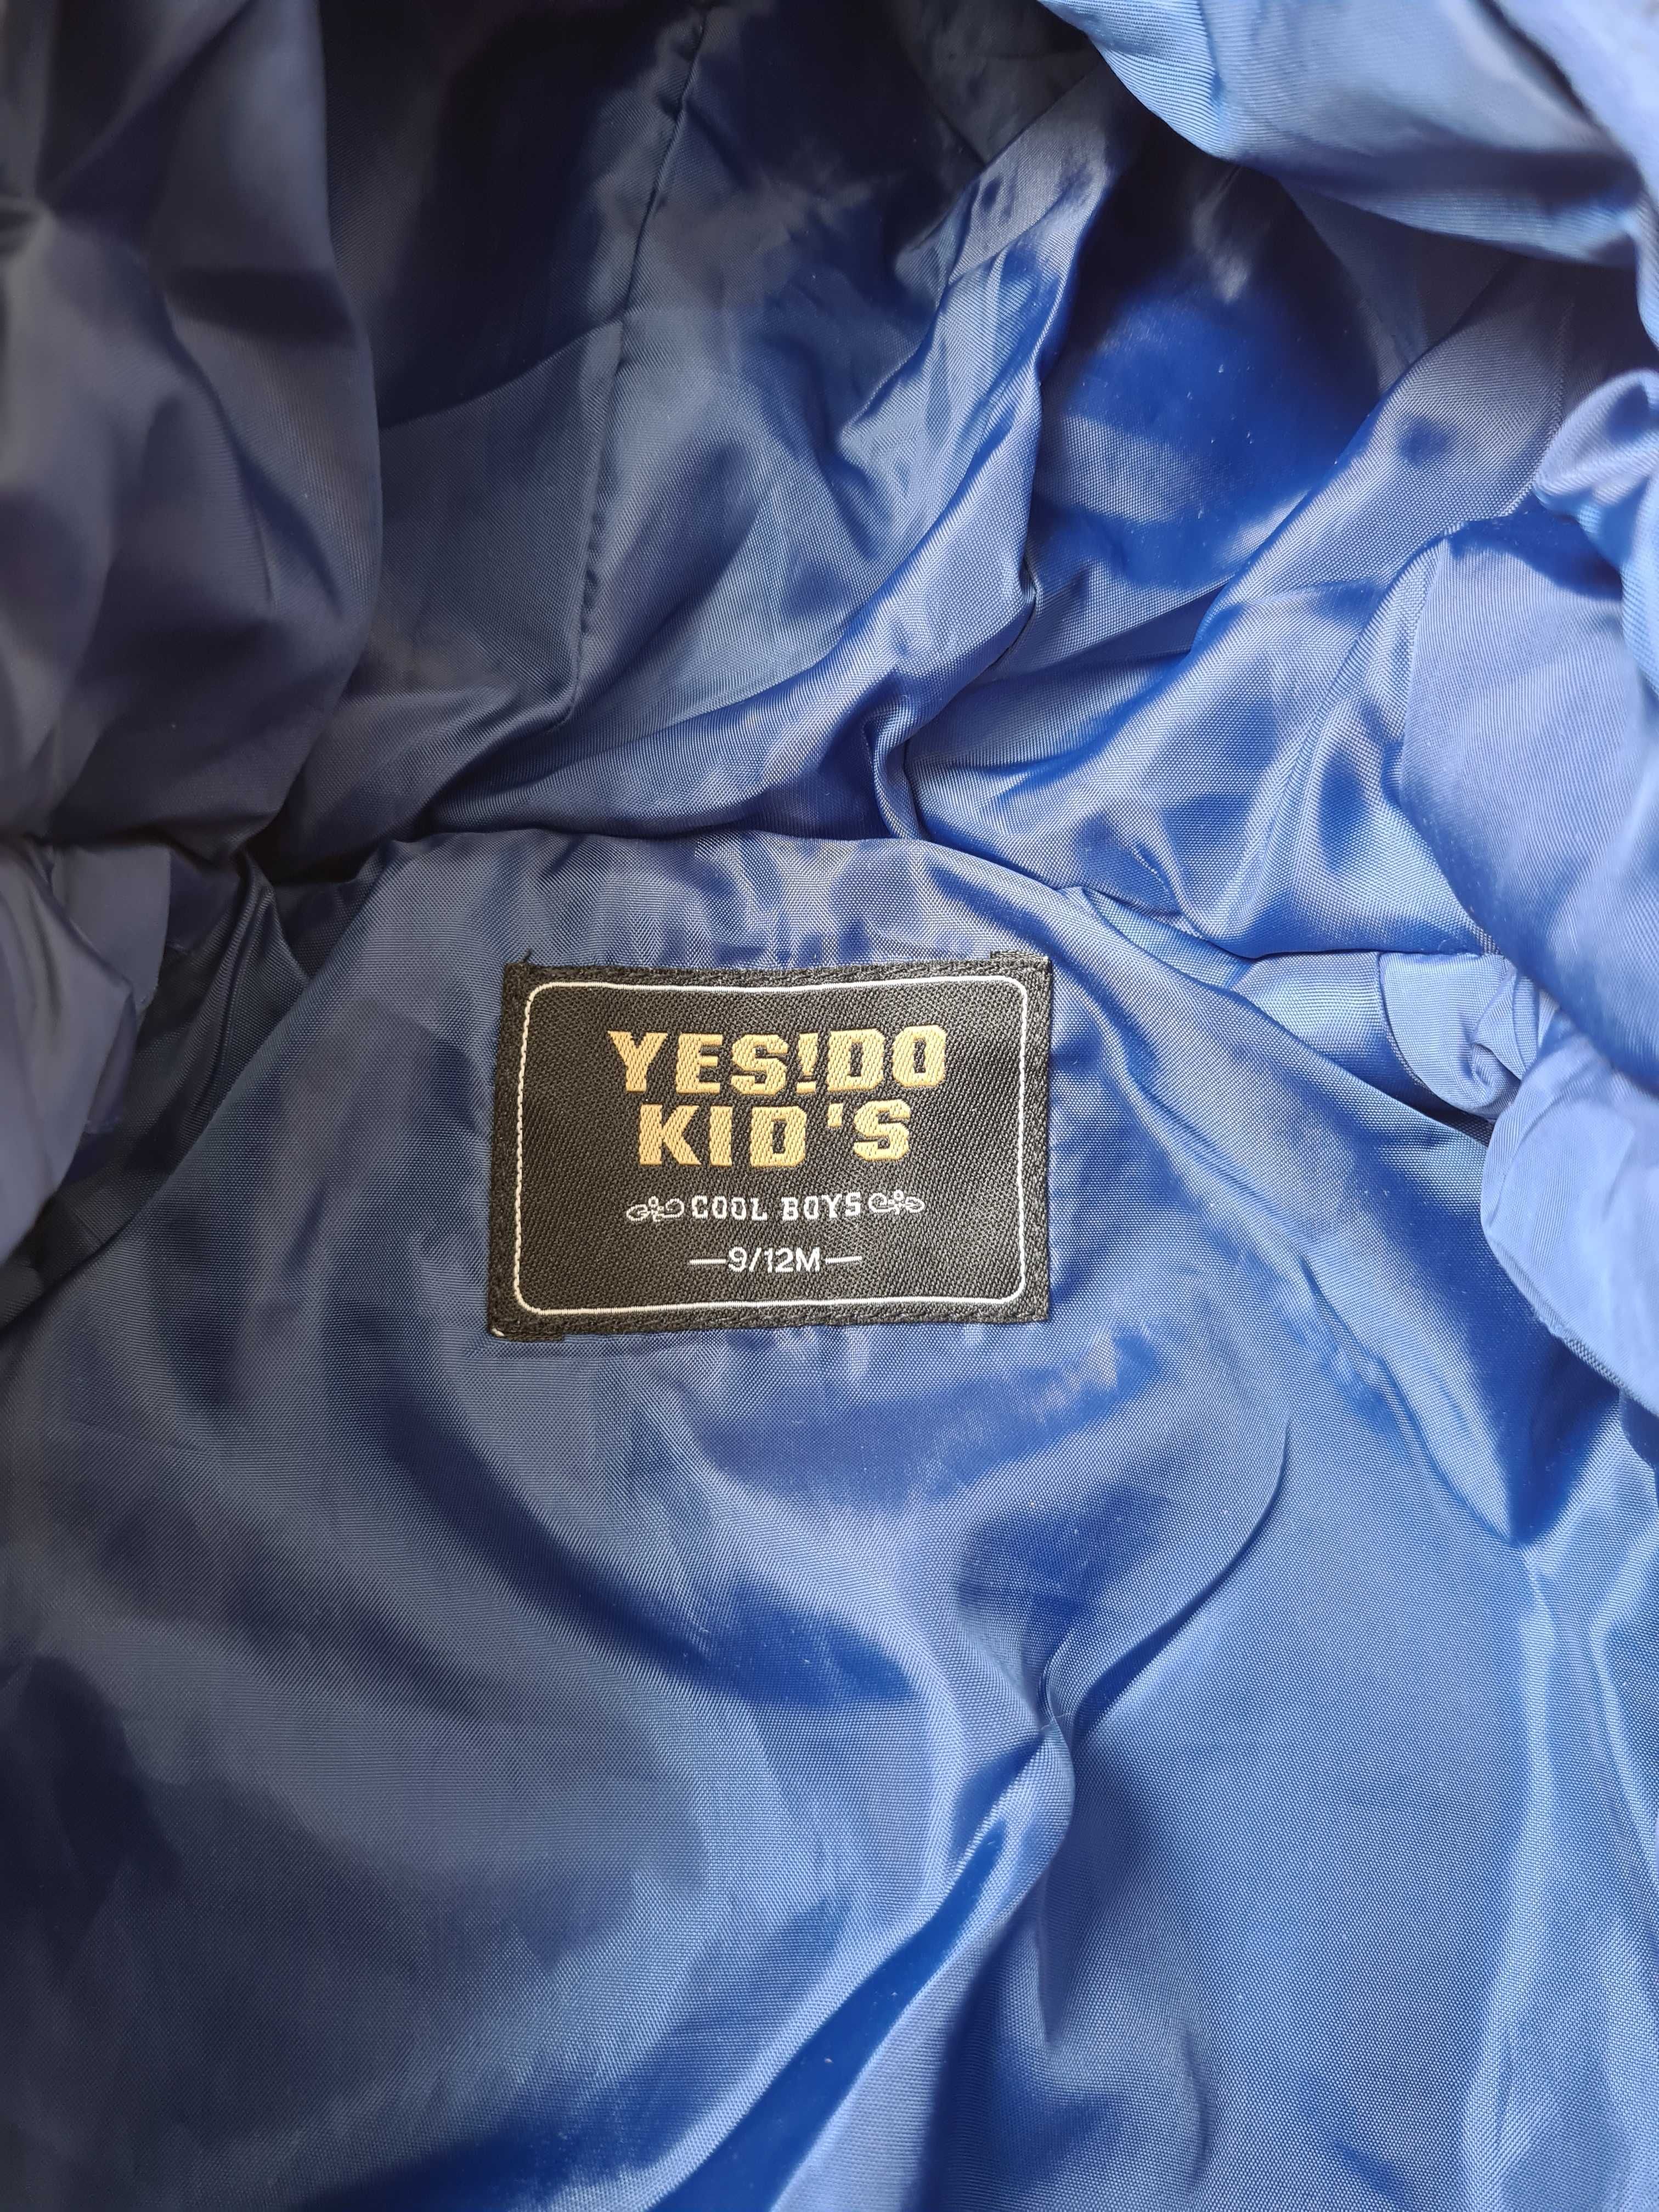 YES!DO
KID'S
COOL BOYS
—9/12M—